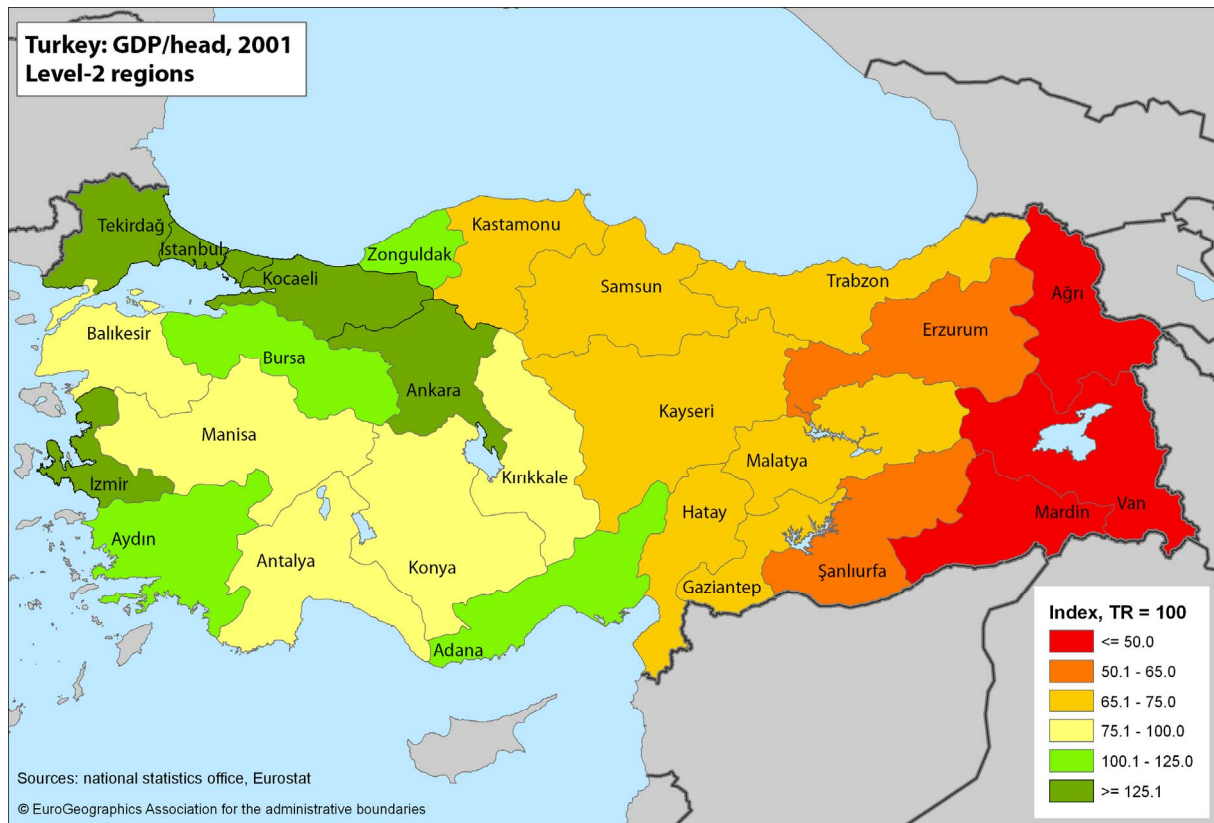 Turkey: GDP/head, 2001
Level-2 regions
Tekirdağ
İstanbul
Kocaeli
Zonguldak
Kastamonu
Samsun
Trabzon
Ağrı
Erzurum
Balıkesir
Bursa
Ankara
Kayseri
Manisa
Kırıkkale
Malatya
İzmir
Hatay
Mardin
Van
Aydın
Antalya
Konya
Gaziantep
Şanlıurfa
Adana
Index, TR = 100
<= 50.0
50.1 - 65.0
65.1 - 75.0
75.1 - 100.0
100.1 - 125.0
>= 125.1
Sources: national statistics office, Eurostat
© EuroGeographics Association for the administrative boundaries